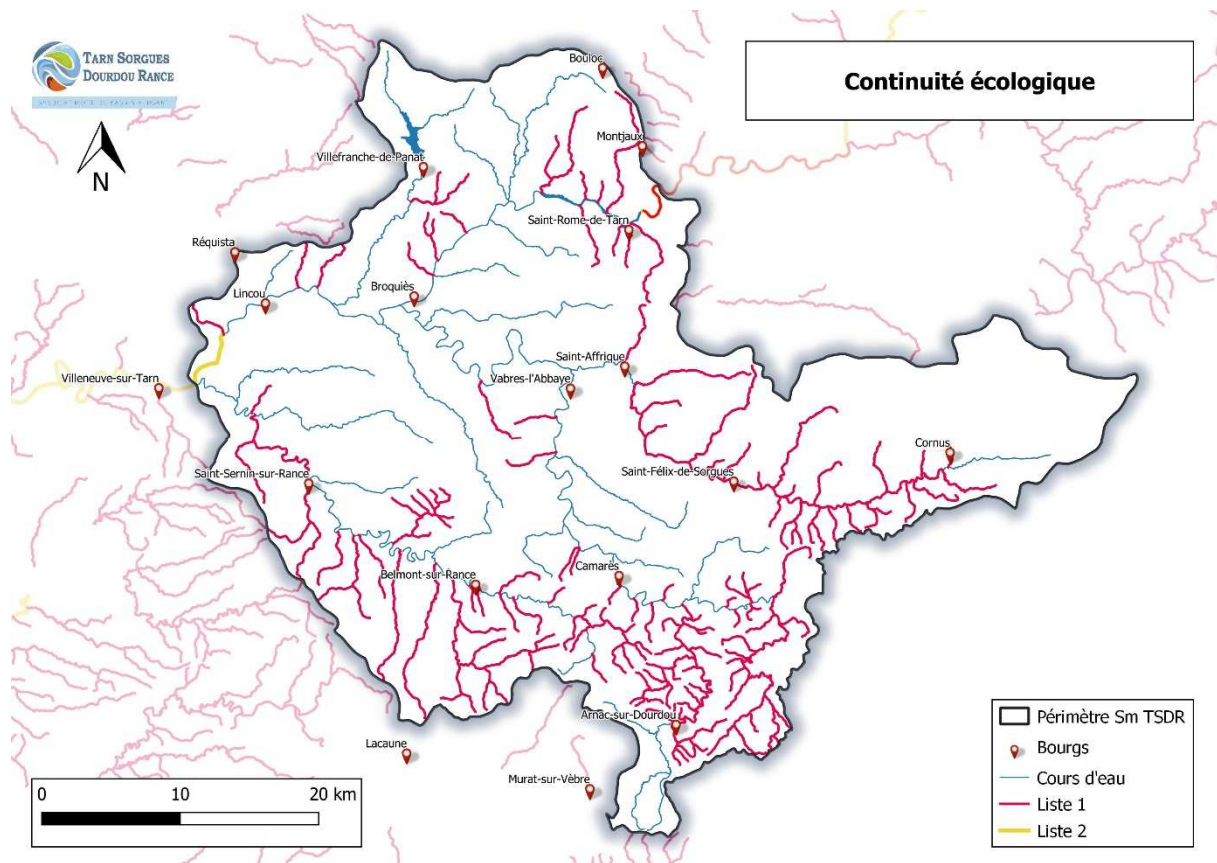 TARN SORGUES
DOURDOU RANCE
Continuité écologique
N
Bouloc
Montjaux
Villefranche-de-Panat
Saint-Rome-de-Tarn
Réquista
Lincou
Broquiès
Saint-Affrique
Villeneuve-sur-Tarn
Vabres-l'Abbaye
Cornus
Saint-Sernin-sur-Rance
Saint-Félix-de-Sorgues
Belmont-sur-Rance
Camarès
Arnac-sur-Dourdou
Lacaune
Murat-sur-Vèbre
0 10 20 km
Périmètre Sm TSDR
Bourgs
Cours d'eau
Liste 1
Liste 2